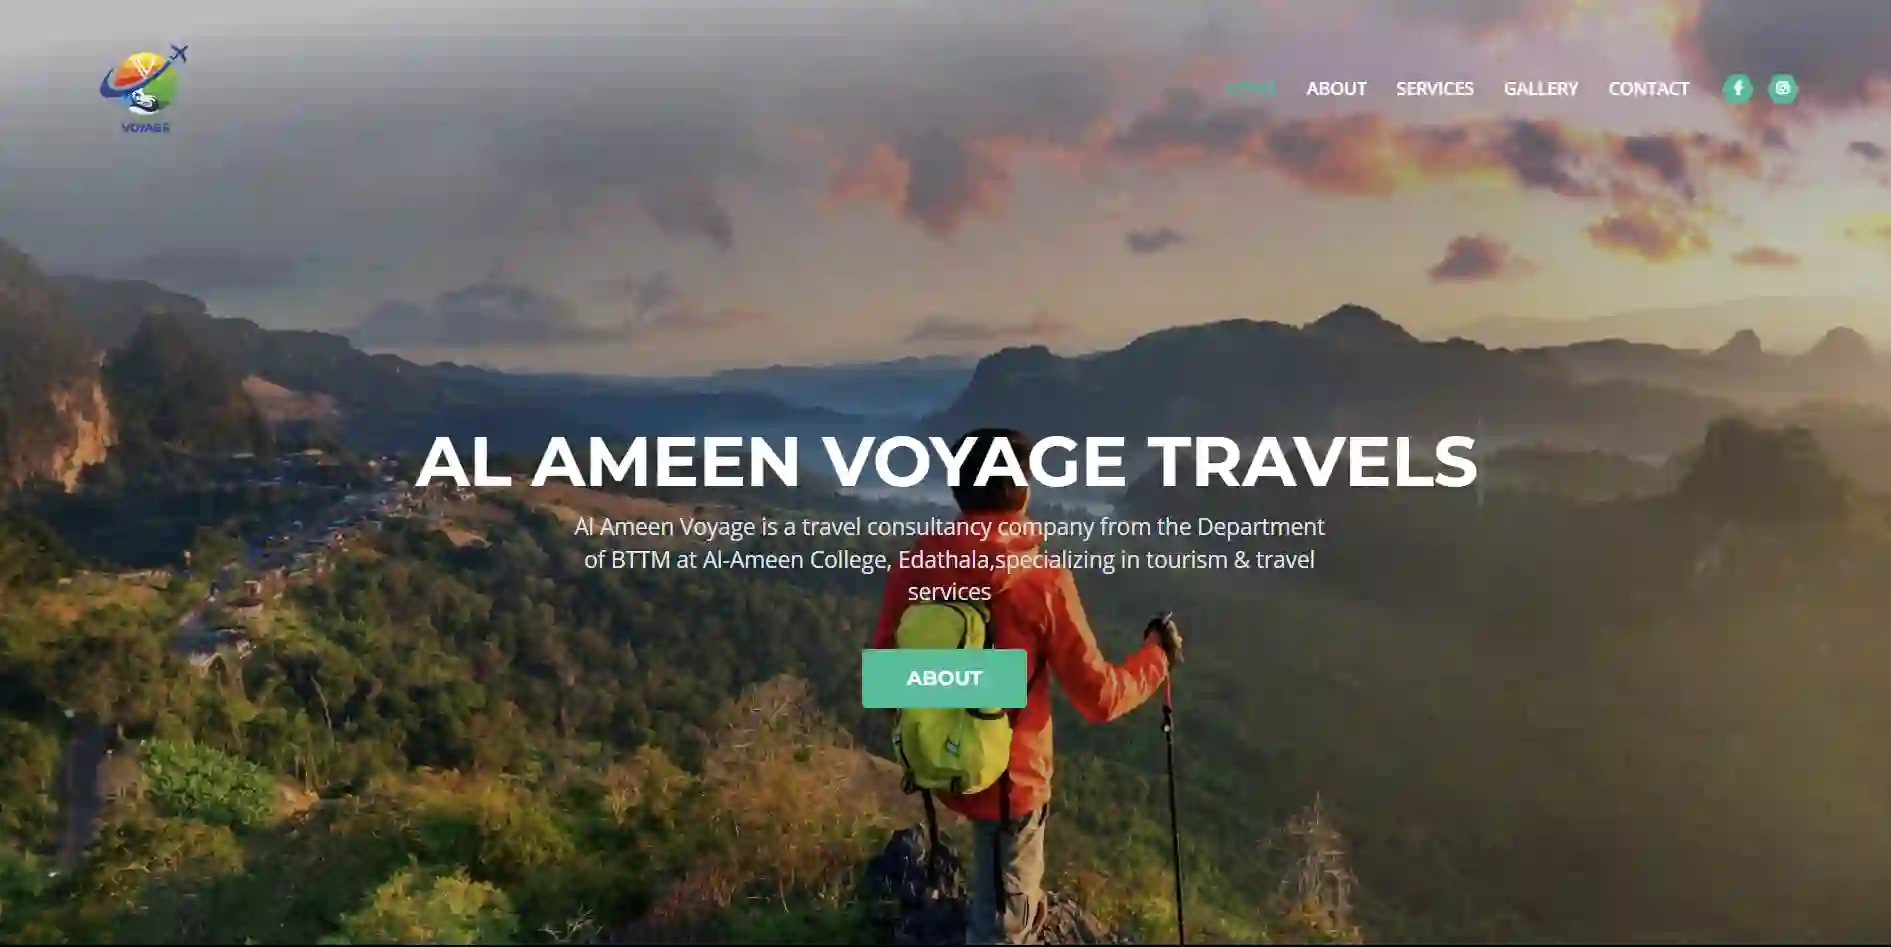 VOYAGE
HOME ABOUT SERVICES GALLERY CONTACT
AL AMEEN VOYAGE TRAVELS
Al Ameen Voyage is a travel consultancy company from the Department
of BTTM at Al-Ameen College, Edathala,specializing in tourism & travel
services
ABOUT